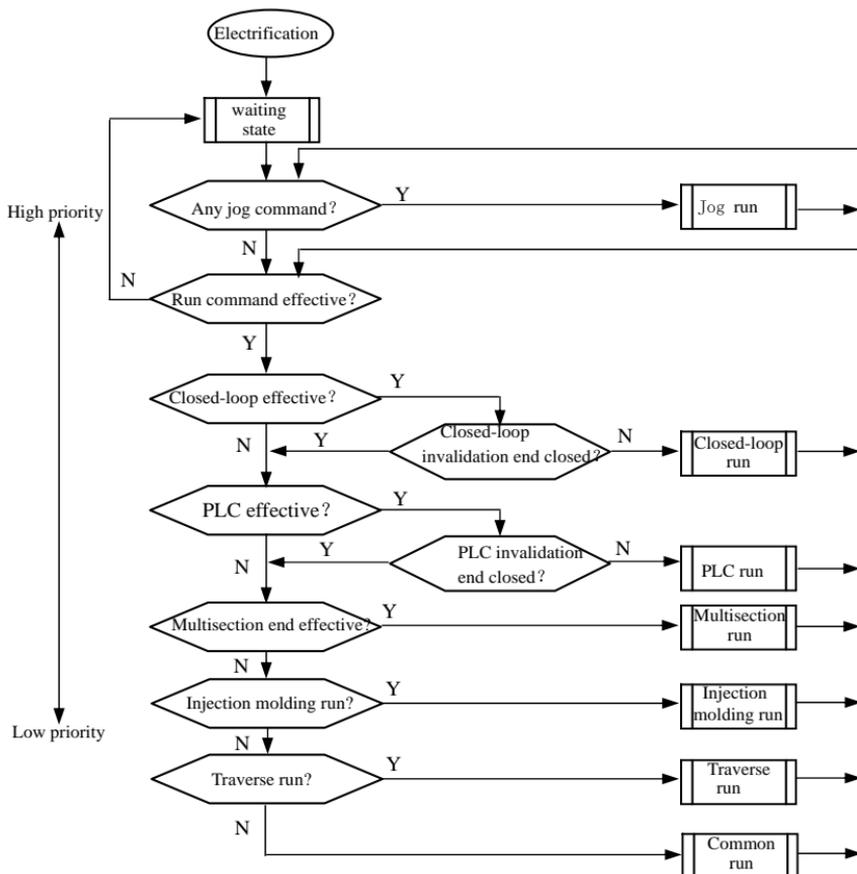 Electrification
waiting
state
Any jog command?
Y
Jog run
High priority
N
N
Run command effective?
Y
Closed-loop effective?
Y
Closed-loop
invalidation end closed?
Y
N
Closed-loop
run
N
PLC effective?
Y
PLC invalidation
end closed?
Y
N
PLC run
N
Multisection end effective?
Y
Multisection
run
N
Injection molding run?
Y
Injection
molding run
Low priority
N
Traverse run?
Y
Traverse
run
N
Common
run